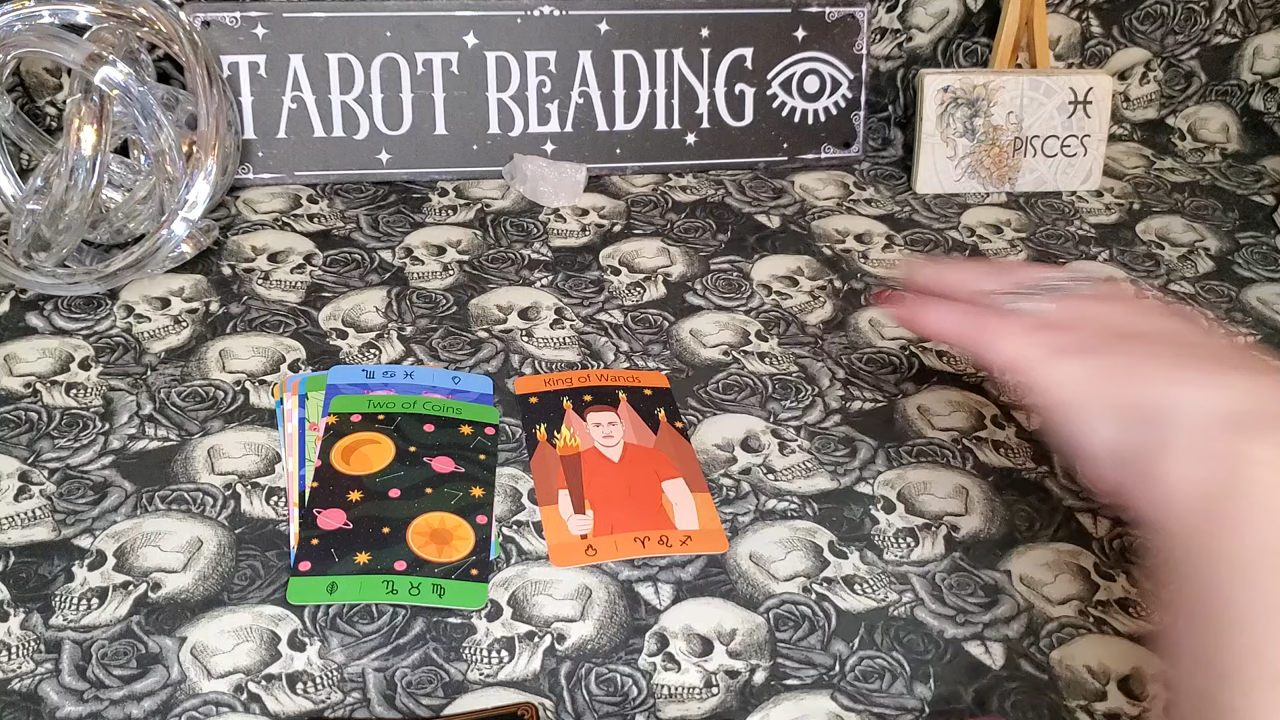 TAROT READING
♓
PISCES
♏ ♋ ♓
Two of Coins
♑ ♉ ♍
King of Wands
♈ ♌ ♐